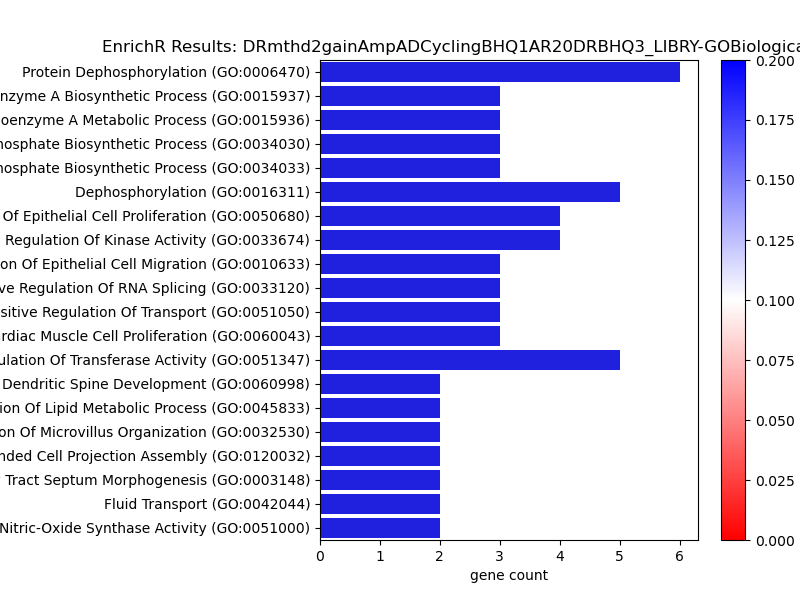 EnrichR Results: DRmthd2gainAmpADCyclingBHQ1AR20DRBHQ3_LIBRY-GOBiologica
Protein Dephosphorylation (GO:0006470)
nzyme A Biosynthetic Process (GO:0015937)
oenzyme A Metabolic Process (GO:0015936)
hosphate Biosynthetic Process (GO:0034030)
hosphate Biosynthetic Process (GO:0034033)
Dephosphorylation (GO:0016311)
Of Epithelial Cell Proliferation (GO:0050680)
Regulation Of Kinase Activity (GO:0033674)
on Of Epithelial Cell Migration (GO:0010633)
ve Regulation Of RNA Splicing (GO:0033120)
sitive Regulation Of Transport (GO:0051050)
rdiac Muscle Cell Proliferation (GO:0060043)
ulation Of Transferase Activity (GO:0051347)
Dendritic Spine Development (GO:0060998)
ion Of Lipid Metabolic Process (GO:0045833)
on Of Microvillus Organization (GO:0032530)
nded Cell Projection Assembly (GO:0120032)
Tract Septum Morphogenesis (GO:0003148)
Fluid Transport (GO:0042044)
Nitric-Oxide Synthase Activity (GO:0051000)
0 1 2 3 4 5 6
gene count
0.200
0.175
0.150
0.125
0.100
0.075
0.050
0.025
0.000